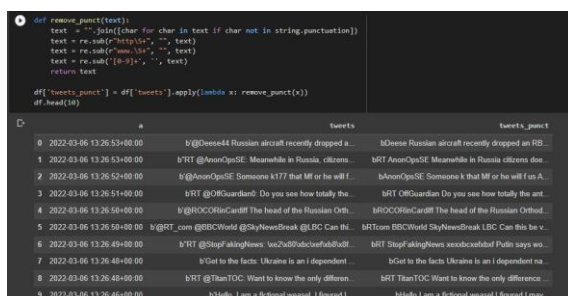 def remove_punct(text):
text = "".join([char for char in text if char not in string.punctuation])
text = re.sub(r"http\S+", "", text)
text = re.sub(r"www.\S+", "", text)
text = re.sub('[0-9]+', '', text)
return text
df['tweets_punct'] = df['tweets'].apply(lambda x: remove_punct(x))
df.head(10)
a tweets tweets_punct
0 2022-03-06 13:26:53+00:00 b'@Deese44 Russian aircraft recently dropped a... bDeese Russian aircraft recently dropped an RB...
1 2022-03-06 13:26:53+00:00 b"RT @AnonOpsSE: Meanwhile in Russia, citizens... bRT AnonOpsSE Meanwhile in Russia citizens doe...
2 2022-03-06 13:26:52+00:00 b'@AnonOpsSE Someone k177 that Mf or he will f... bAnonOpsSE Someone k that Mf or he will f us A...
3 2022-03-06 13:26:51+00:00 b'RT @OffGuardian0: Do you see how totally the... bRT OffGuardian Do you see how totally the ant...
4 2022-03-06 13:26:50+00:00 b'@ROCORinCardiff The head of the Russian Orth... bROCORinCardiff The head of the Russian Orthod...
5 2022-03-06 13:26:50+00:00 b'@RT_com @BBCWorld @SkyNewsBreak @LBC Can thi... bRTcom BBCWorld SkyNewsBreak LBC Can this be v...
6 2022-03-06 13:26:49+00:00 b"RT @StopFakingNews: \xe2\x80\xbc\xef\xb8\x8f... bRT StopFakingNews xexxbcxefxbxf Putin says wo...
7 2022-03-06 13:26:48+00:00 b'Get to the facts: Ukraine is an i dependent ... bGet to the facts Ukraine is an i dependent na...
8 2022-03-06 13:26:48+00:00 b'RT @TitanTOC: Want to know the only differen... bRT TitanTOC Want to know the only difference ...
9 2022-03-06 13:26:46+00:00 b'Hello, I am a fictional weasel. I figured I... bHello I am a fictional weasel I figured I may...